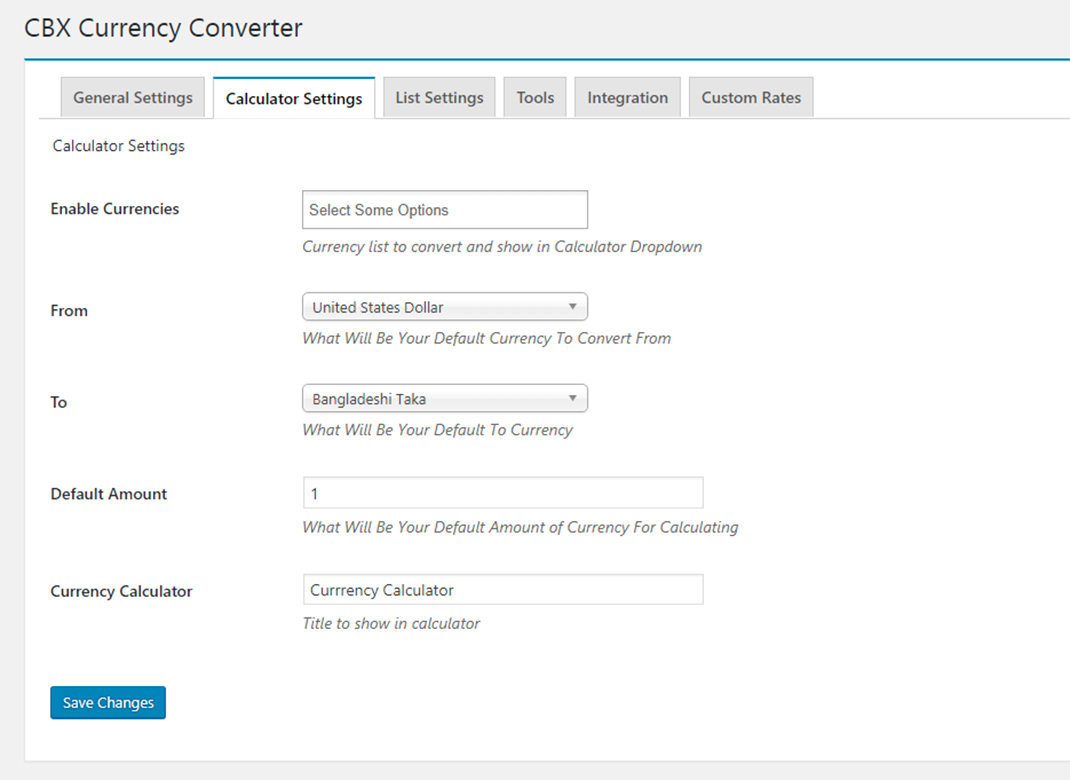 CBX Currency Converter
General Settings Calculator Settings List Settings Tools Integration Custom Rates
Calculator Settings
Enable Currencies Select Some Options
Currency list to convert and show in Calculator Dropdown
From United States Dollar
What Will Be Your Default Currency To Convert From
To Bangladeshi Taka
What Will Be Your Default To Currency
Default Amount 1
What Will Be Your Default Amount of Currency For Calculating
Currency Calculator Currrency Calculator
Title to show in calculator
Save Changes